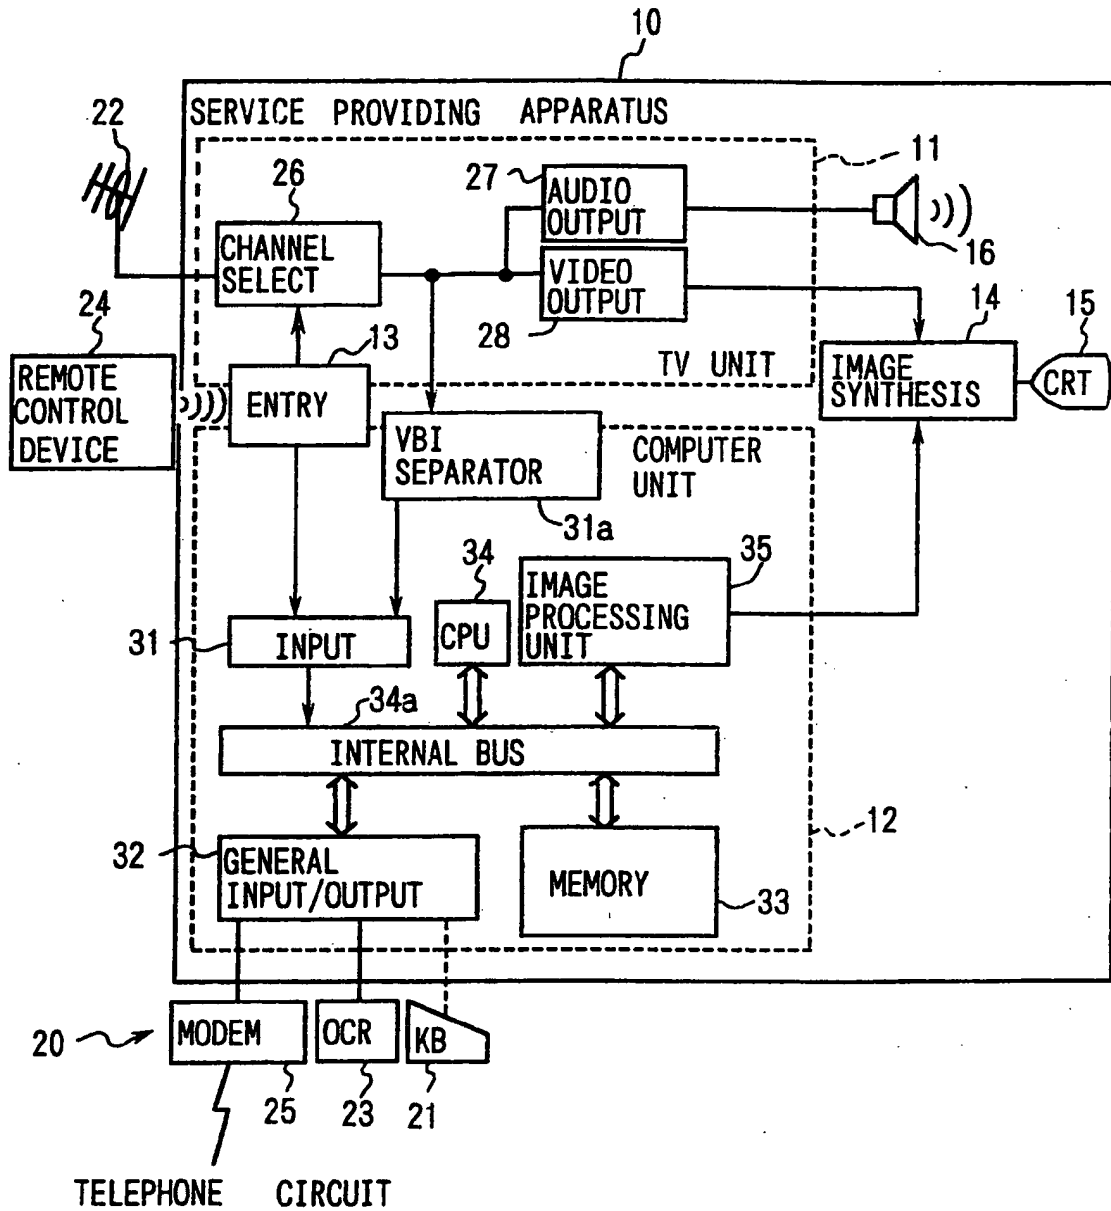 10
SERVICE PROVIDING APPARATUS
22
26
27
11
AUDIO
OUTPUT
CHANNEL
SELECT
16
VIDEO
OUTPUT
28
24
13
14
15
TV UNIT
REMOTE
CONTROL
DEVICE
ENTRY
IMAGE
SYNTHESIS
CRT
VBI
SEPARATOR
COMPUTER
UNIT
31a
34
35
IMAGE
PROCESSING
UNIT
CPU
31
INPUT
34a
INTERNAL BUS
12
32
GENERAL
INPUT/OUTPUT
MEMORY
33
20
MODEM
OCR
KB
25
23
21
TELEPHONE CIRCUIT